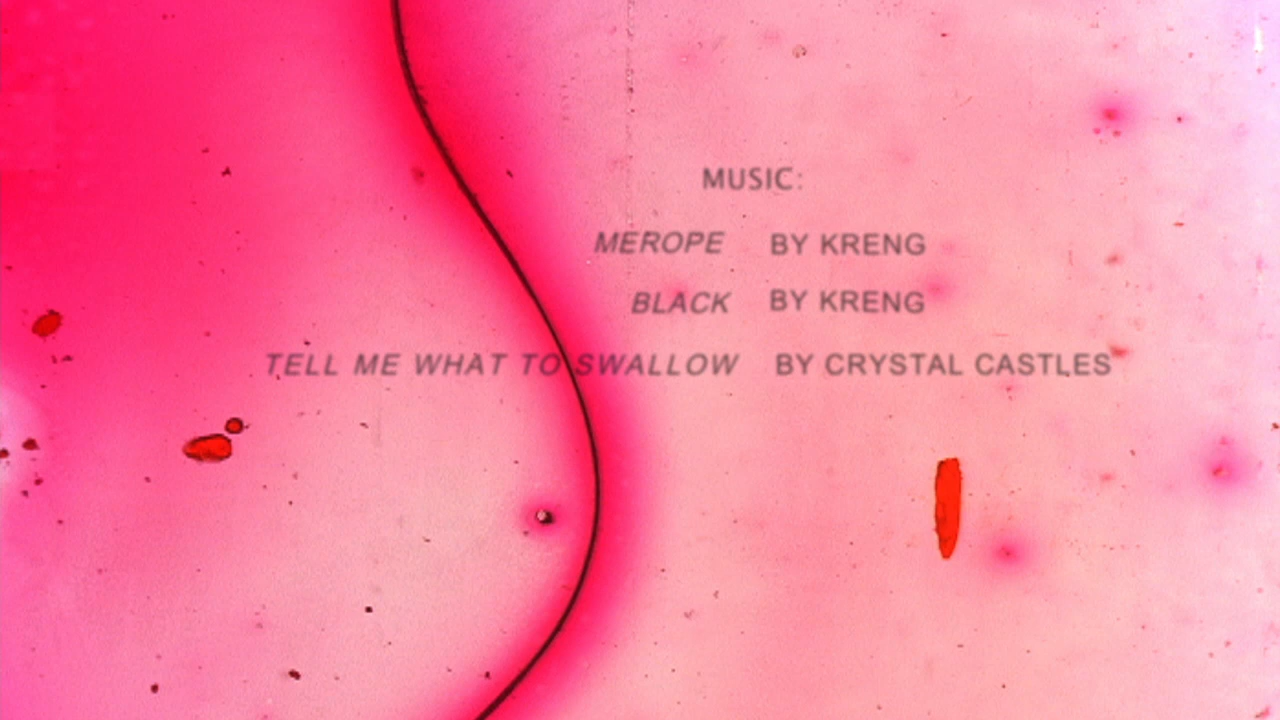 MUSIC:
MEROPE BY KRENG
BLACK BY KRENG
TELL ME WHAT TO SWALLOW BY CRYSTAL CASTLES